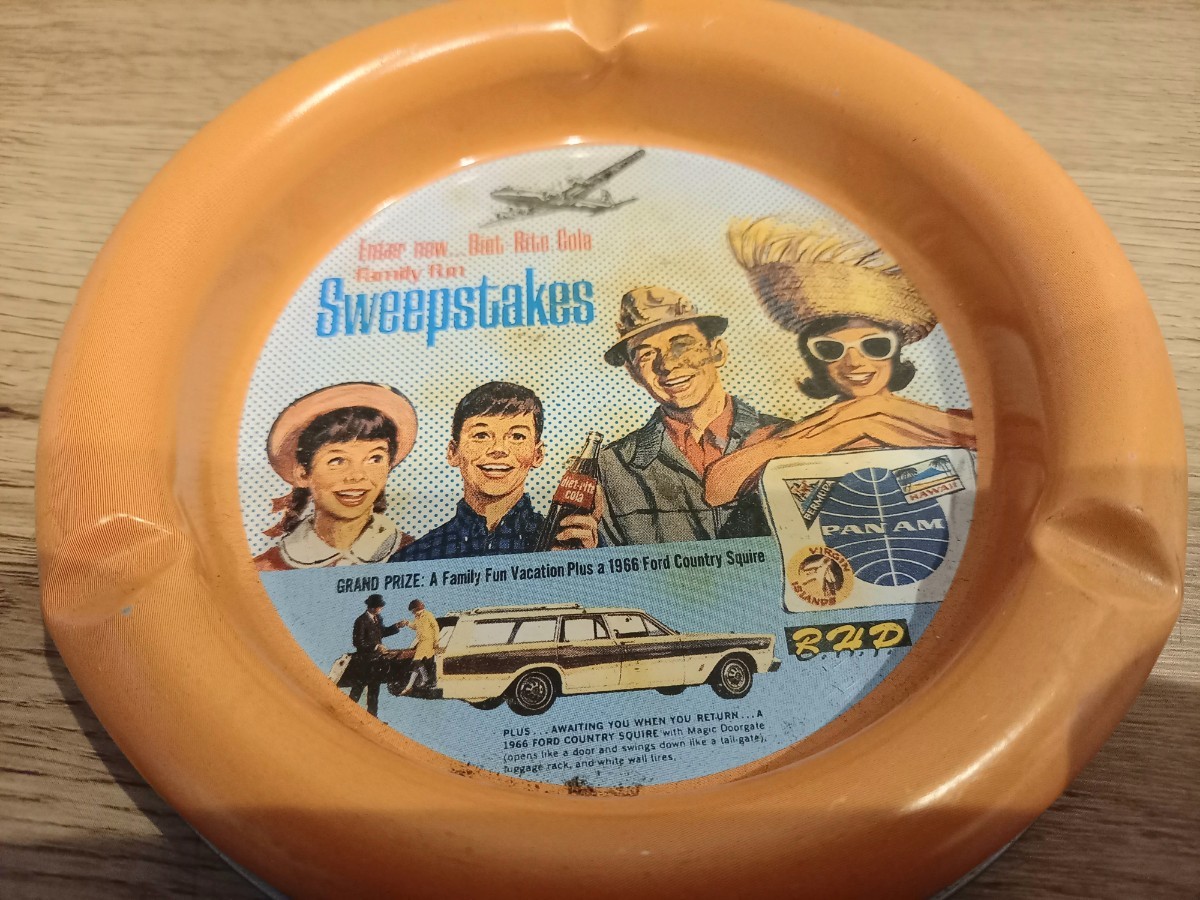 Enter now...Diet Rite Cola
Family Fun
Sweepstakes
diet-rite
cola
BERMUDA
HAWAII
PAN AM
VIRGIN
ISLANDS
GRAND PRIZE: A Family Fun Vacation Plus a 1966 Ford Country Squire
BHP
PLUS...AWAITING YOU WHEN YOU RETURN...A
1966 FORD COUNTRY SQUIRE with Magic Doorgate
(opens like a door and swings down like a tail-gate),
luggage rack, and white wall tires.